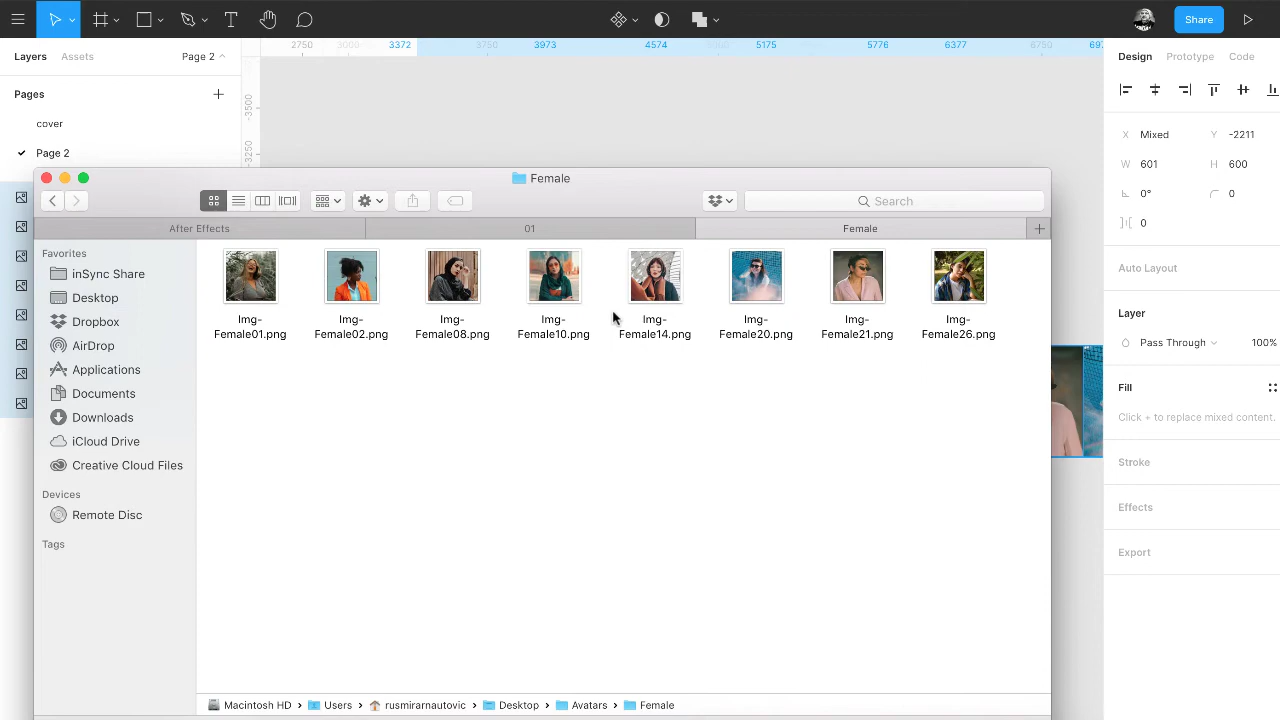 Share
Layers
Assets
Page 2
2750
3000
3372
3750
3973
4574
5175
5776
6377
6750
Design
Prototype
Code
Pages
cover
Page 2
-3500
-3250
X
Mixed
Y
-2211
W
601
H
600
0°
0
0
Auto Layout
Layer
Pass Through
100%
Fill
Click + to replace mixed content.
Stroke
Effects
Export
Female
Search
After Effects
01
Female
Favorites
inSync Share
Desktop
Dropbox
AirDrop
Applications
Documents
Downloads
iCloud Drive
Creative Cloud Files
Devices
Remote Disc
Tags
Img-
Female01.png
Img-
Female02.png
Img-
Female08.png
Img-
Female10.png
Img-
Female14.png
Img-
Female20.png
Img-
Female21.png
Img-
Female26.png
Macintosh HD › Users › rusmirarnautovic › Desktop › Avatars › Female